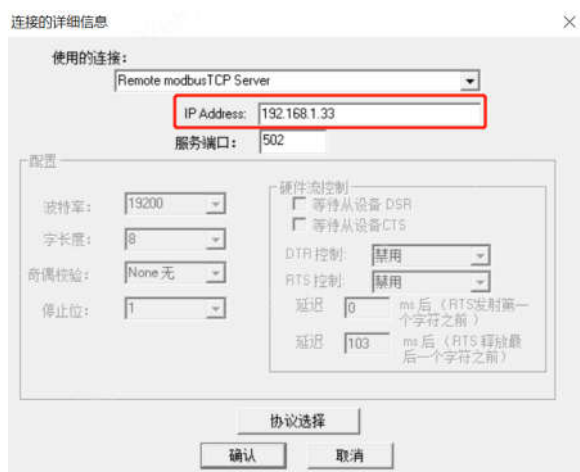 连接的详细信息
使用的连接：
Remote modbusTCP Server
IP Address: 192.168.1.33
服务端口： 502
配置
波特率： 19200
字长度： 8
奇偶校验： None 无
停止位： 1
硬件流控制
等待从设备 DSR
等待从设备CTS
DTR 控制: 禁用
RTS 控制: 禁用
延迟 0 ms 后（RTS发射第一
个字符之前 ）
延迟 103 ms 后（RTS 释放最
后一个字符之前）
协议选择
确认 取消